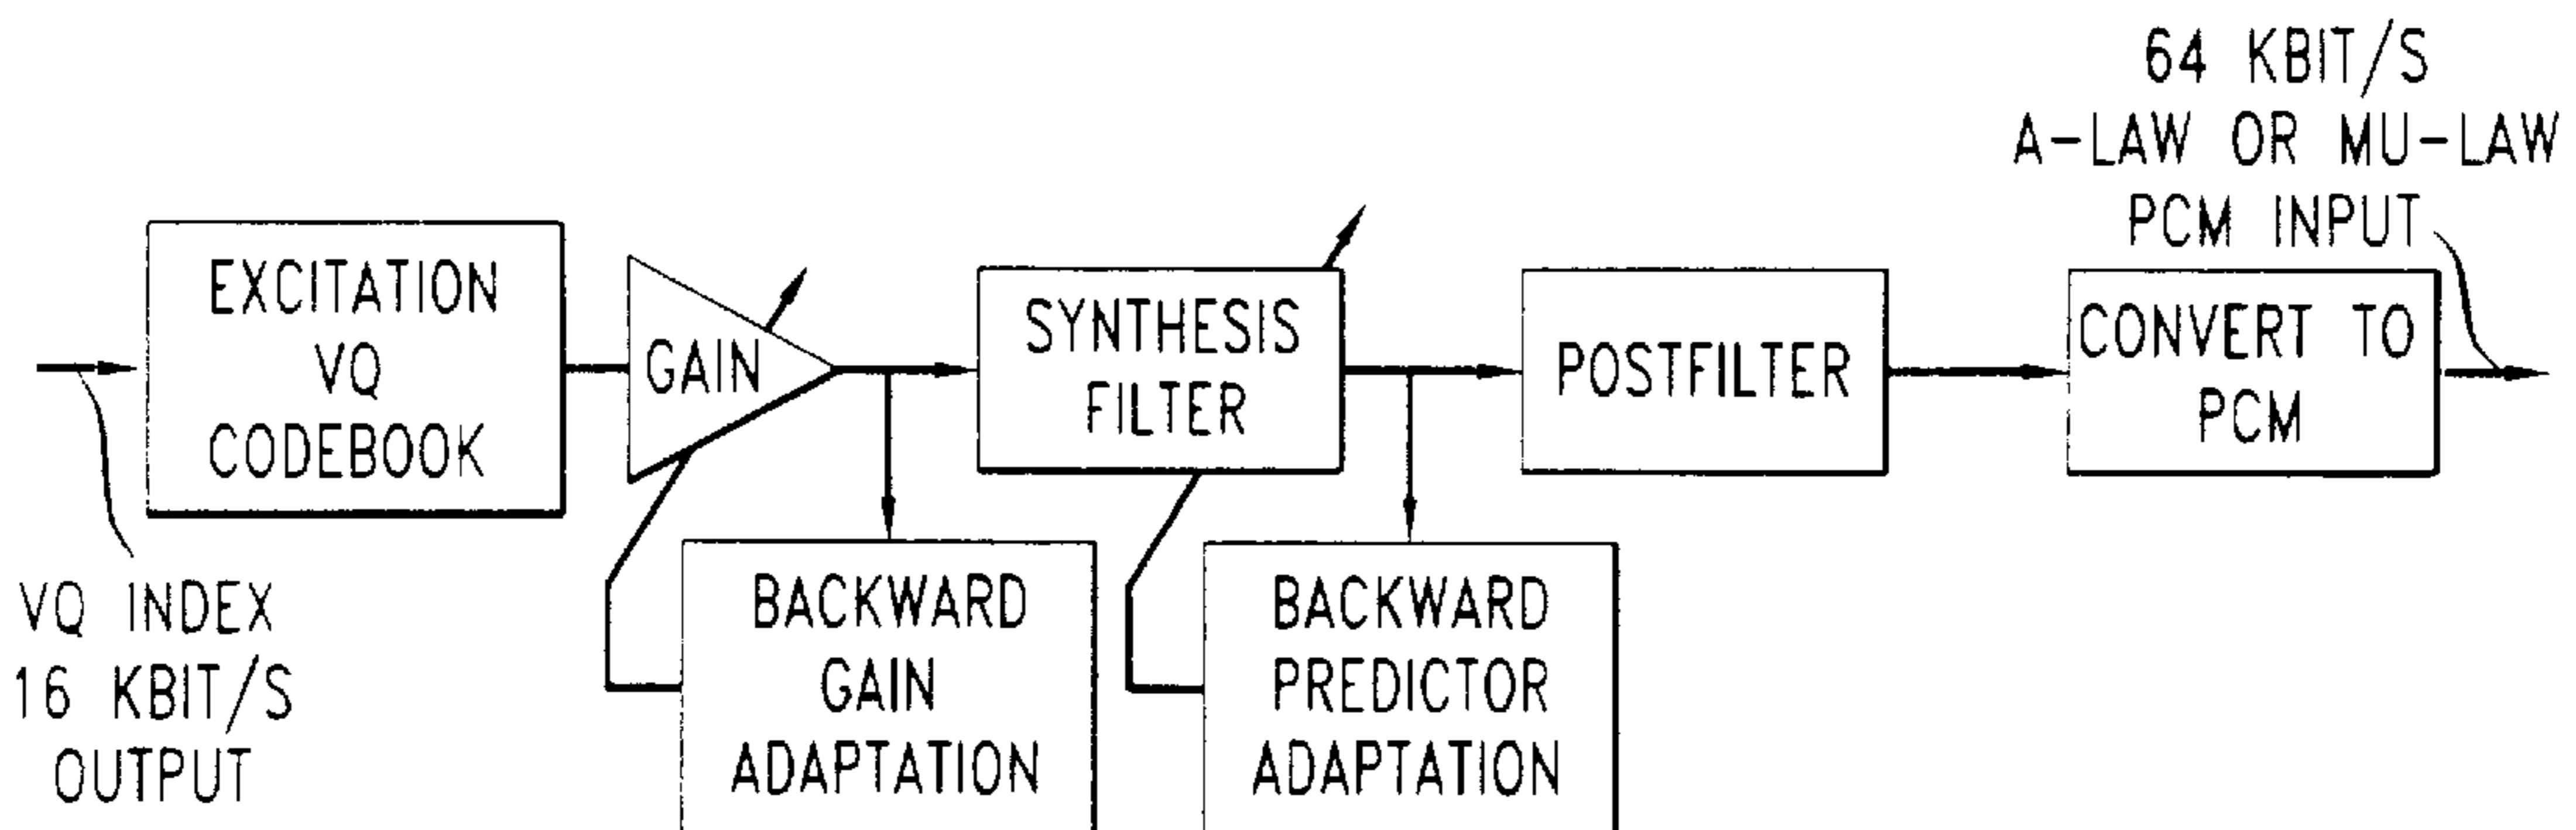 64 KBIT/S
A-LAW OR MU-LAW
PCM INPUT
EXCITATION
VQ
CODEBOOK
GAIN
SYNTHESIS
FILTER
POSTFILTER
CONVERT TO
PCM
VQ INDEX
16 KBIT/S
OUTPUT
BACKWARD
GAIN
ADAPTATION
BACKWARD
PREDICTOR
ADAPTATION